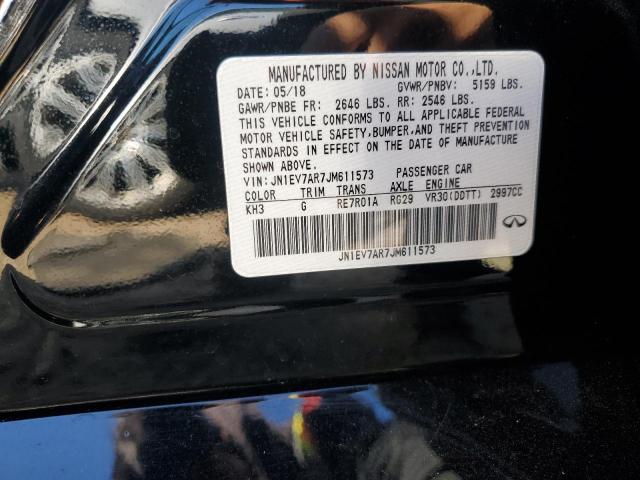 MANUFACTURED BY NISSAN MOTOR CO.,LTD.
DATE: 05/18 GVWR/PNBV: 5159 LBS.
GAWR/PNBE FR: 2646 LBS. RR: 2546 LBS.
THIS VEHICLE CONFORMS TO ALL APPLICABLE FEDERAL
MOTOR VEHICLE SAFETY,BUMPER,AND THEFT PREVENTION
STANDARDS IN EFFECT ON THE DATE OF MANUFACTURE
SHOWN ABOVE.
VIN: JN1EV7AR7JM611573 PASSENGER CAR
COLOR TRIM TRANS AXLE ENGINE
KH3 G RE7R01A RG29 VR30(DDTT) 2997CC
JN1EV7AR7JM611573